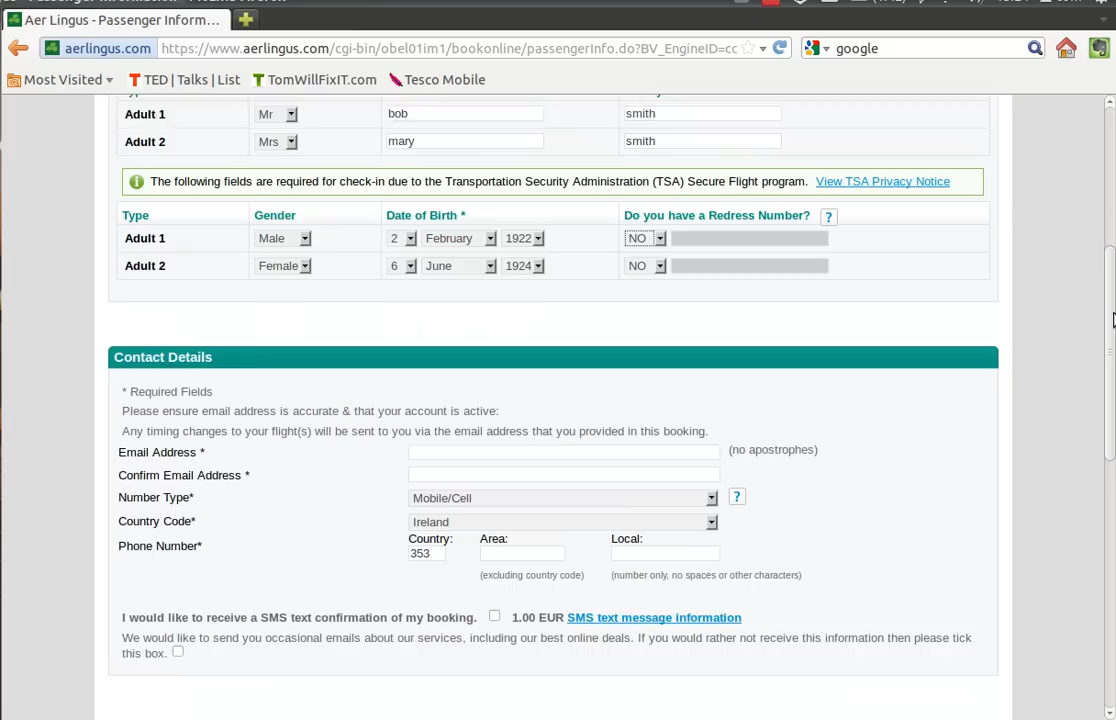 Aer Lingus - Passenger Inform...
aerlingus.com https://www.aerlingus.com/cgi-bin/obel01im1/bookonline/passengerInfo.do?BV_EngineID=cc google
Most Visited TED | Talks | List TomWillFixIT.com Tesco Mobile
Adult 1 Mr bob smith
Adult 2 Mrs mary smith
The following fields are required for check-in due to the Transportation Security Administration (TSA) Secure Flight program. View TSA Privacy Notice
Type Gender Date of Birth * Do you have a Redress Number? ?
Adult 1 Male 2 February 1922 NO
Adult 2 Female 6 June 1924 NO
Contact Details
* Required Fields
Please ensure email address is accurate & that your account is active:
Any timing changes to your flight(s) will be sent to you via the email address that you provided in this booking.
Email Address * (no apostrophes)
Confirm Email Address *
Number Type* Mobile/Cell ?
Country Code* Ireland
Phone Number* Country: Area: Local:
353
(excluding country code) (number only, no spaces or other characters)
I would like to receive a SMS text confirmation of my booking. 1.00 EUR SMS text message information
We would like to send you occasional emails about our services, including our best online deals. If you would rather not receive this information then please tick
this box.